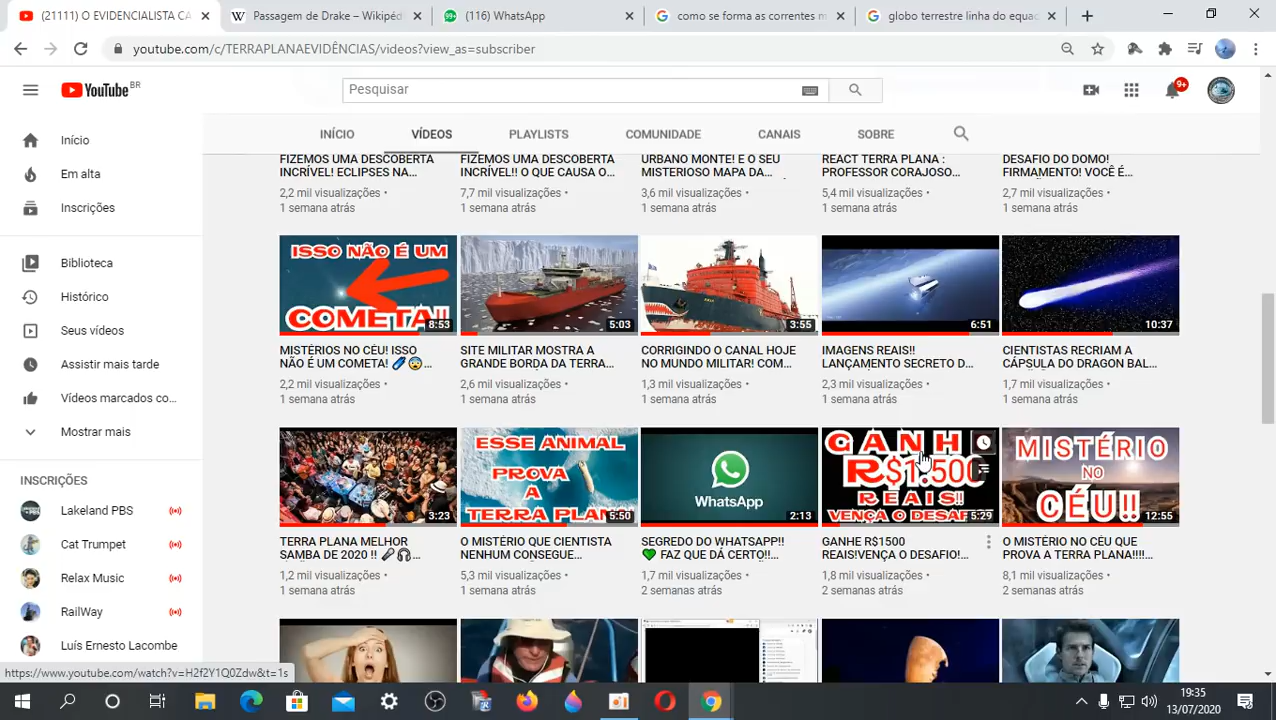 (21111) O EVIDENCIALISTA CA
Passagem de Drake – Wikipéd
(116) WhatsApp
como se forma as correntes m
globo terrestre linha do equaç
youtube.com/c/TERRAPLANAEVIDÊNCIAS/videos?view_as=subscriber
YouTube BR
Pesquisar
9+
INÍCIO VÍDEOS PLAYLISTS COMUNIDADE CANAIS SOBRE
Início
Em alta
Inscrições
Biblioteca
Histórico
Seus vídeos
Assistir mais tarde
Vídeos marcados co...
Mostrar mais
INSCRIÇÕES
Lakeland PBS
Cat Trumpet
Relax Music
RailWay
Luís Ernesto Lacombe
FIZEMOS UMA DESCOBERTA
INCRÍVEL! ECLIPSES NA...
2,2 mil visualizações •
1 semana atrás
FIZEMOS UMA DESCOBERTA
INCRÍVEL!! O QUE CAUSA O...
7,7 mil visualizações •
1 semana atrás
URBANO MONTE! E O SEU
MISTERIOSO MAPA DA...
3,6 mil visualizações •
1 semana atrás
REACT TERRA PLANA :
PROFESSOR CORAJOSO...
5,4 mil visualizações •
1 semana atrás
DESAFIO DO DOMO!
FIRMAMENTO! VOCÊ É...
2,7 mil visualizações •
1 semana atrás
ISSO NÃO É UM
COMETA!!
8:53
MISTÉRIOS NO CÉU! ISSO
NÃO É UM COMETA! ...
2,2 mil visualizações •
1 semana atrás
5:03
SITE MILITAR MOSTRA A
GRANDE BORDA DA TERRA...
2,6 mil visualizações •
1 semana atrás
3:55
CORRIGINDO O CANAL HOJE
NO MUNDO MILITAR! COM...
1,3 mil visualizações •
1 semana atrás
6:51
IMAGENS REAIS!!
LANÇAMENTO SECRETO D...
2,3 mil visualizações •
1 semana atrás
10:37
CIENTISTAS RECRIAM A
CÁPSULA DO DRAGON BAL...
1,7 mil visualizações •
1 semana atrás
3:23
TERRA PLANA MELHOR
SAMBA DE 2020 !! ...
1,2 mil visualizações •
1 semana atrás
ESSE ANIMAL
PROVA
A
TERRA PLAN
5:50
O MISTÉRIO QUE CIENTISTA
NENHUM CONSEGUE...
5,3 mil visualizações •
1 semana atrás
WhatsApp
2:13
SEGREDO DO WHATSAPP!!
💚 FAZ QUE DÁ CERTO!!...
1,7 mil visualizações •
2 semanas atrás
GANH
R$1.500
REAIS!!
VENÇA O DESAF
5:29
GANHE R$1500
REAIS!VENÇA O DESAFIO!...
1,8 mil visualizações •
2 semanas atrás
MISTÉRIO
NO
CÉU!!
12:55
O MISTÉRIO NO CÉU QUE
PROVA A TERRA PLANA!!!!...
8,1 mil visualizações •
2 semanas atrás
https://www.youtube.com/watch?v=H2f2Y1Q0Zdw&t=1s
19:35
13/07/2020